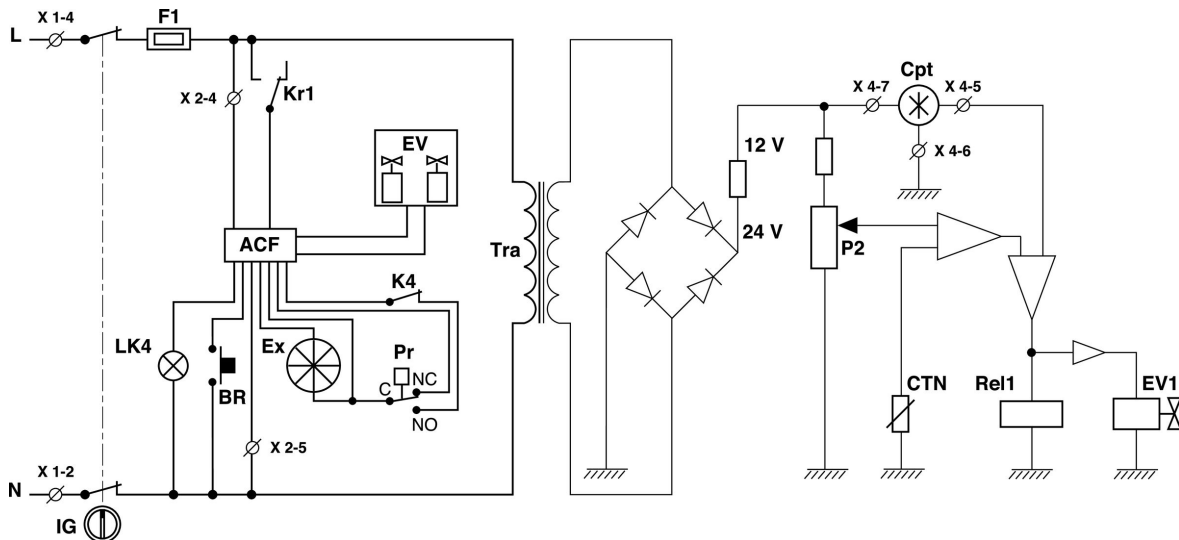 X 1-4
F1
L
X 2-4
Kr1
EV
ACF
Tra
K4
LK4
BR
Ex
Pr
C
NC
NO
X 2-5
X 1-2
N
IG
12 V
24 V
X 4-7
Cpt
X 4-5
X 4-6
P2
CTN
Rel1
EV1